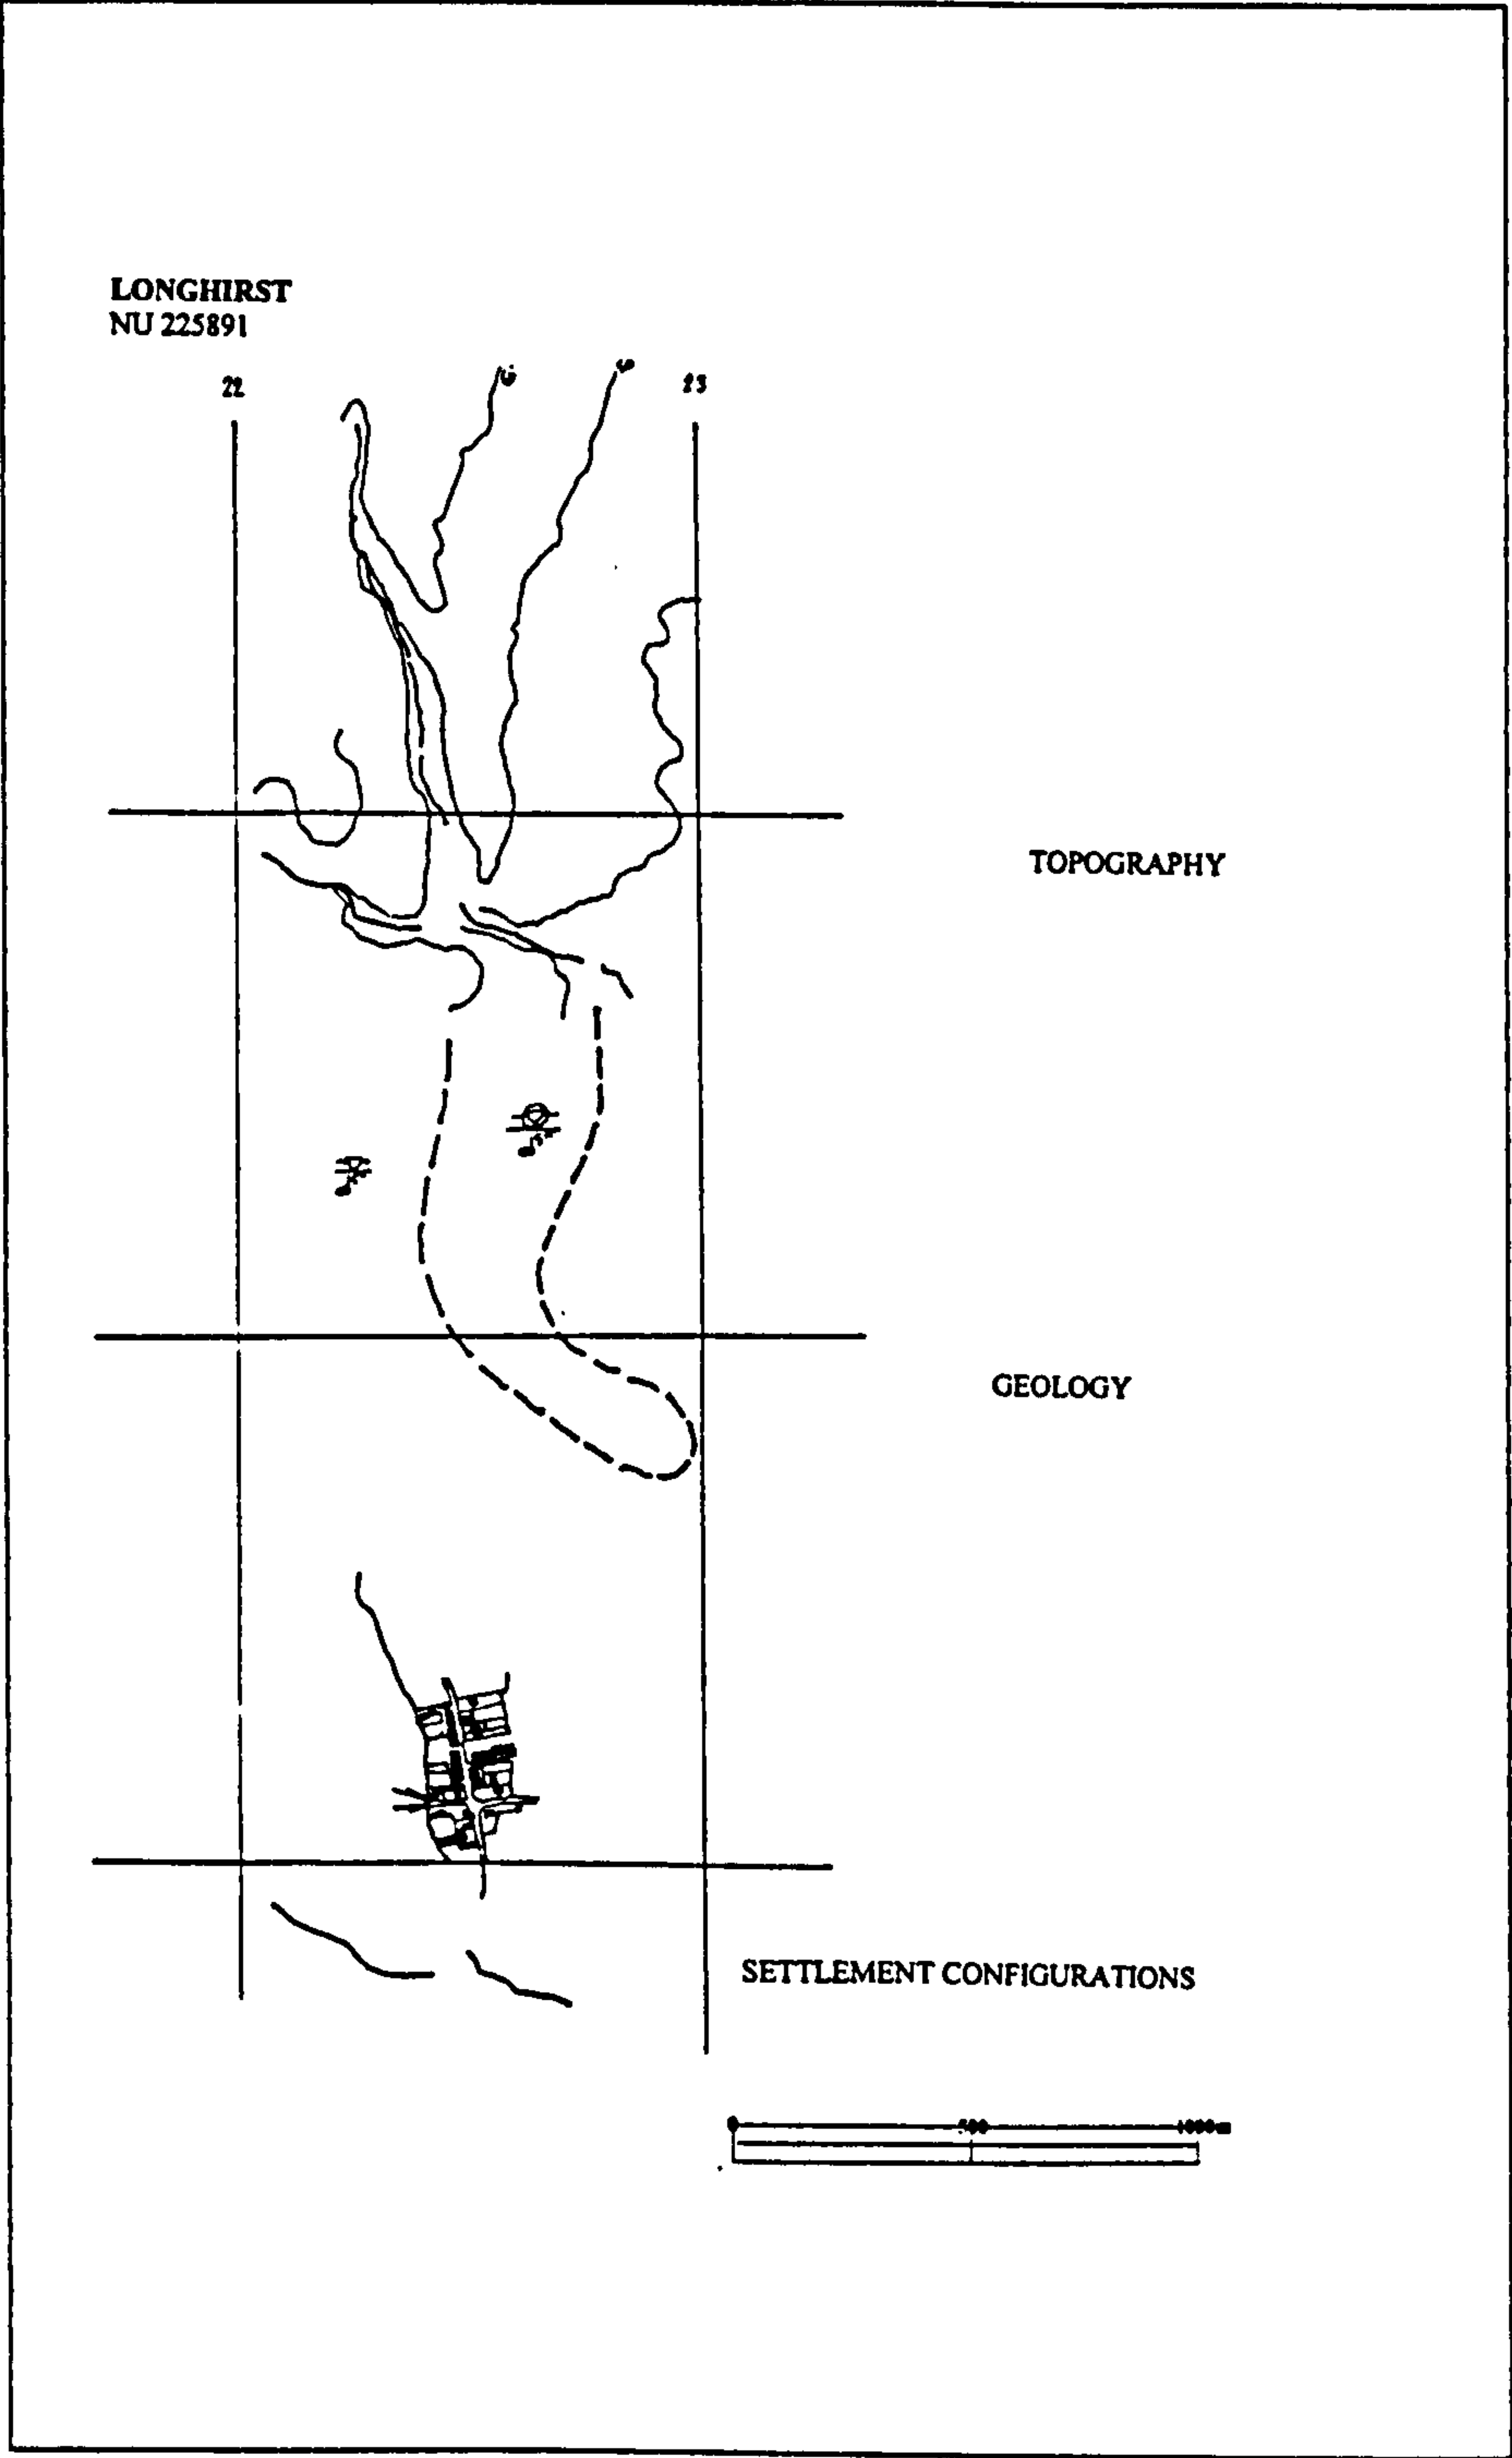 LONGHIRST
NU 225891
22
23
TOPOGRAPHY
GEOLOGY
SETTLEMENT CONFIGURATIONS
0 500 1000m